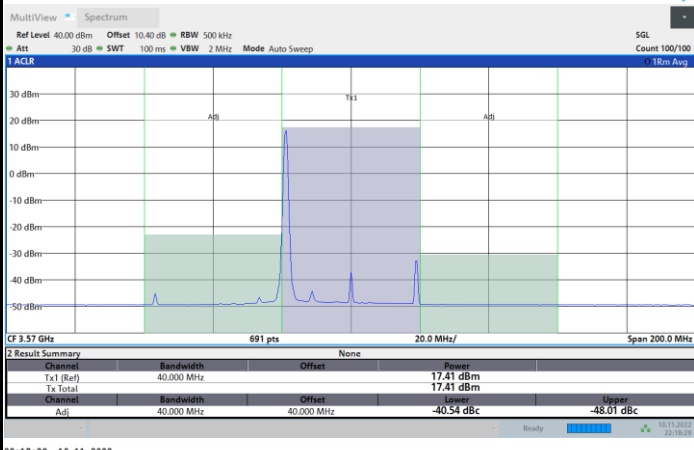 MultiView Spectrum
Ref Level 40.00 dBm Offset 10.40 dB RBW 500 kHz SGL
Att 30 dB SWT 100 ms VBW 2 MHz Mode Auto Sweep Count 100/100
1 ACLR 1Rm Avg
30 dBm
Tx1
20 dBm Adj Adj
10 dBm
0 dBm
-10 dBm
-20 dBm
-30 dBm
-40 dBm
-50 dBm
CF 3.57 GHz 691 pts 20.0 MHz/ Span 200.0 MHz
2 Result Summary None
Channel Bandwidth Offset Power
Tx1 (Ref) 40.000 MHz 17.41 dBm
Tx Total 17.41 dBm
Channel Bandwidth Offset Lower Upper
Adj 40.000 MHz 40.000 MHz -40.54 dBc -48.01 dBc
Ready 10.11.2022